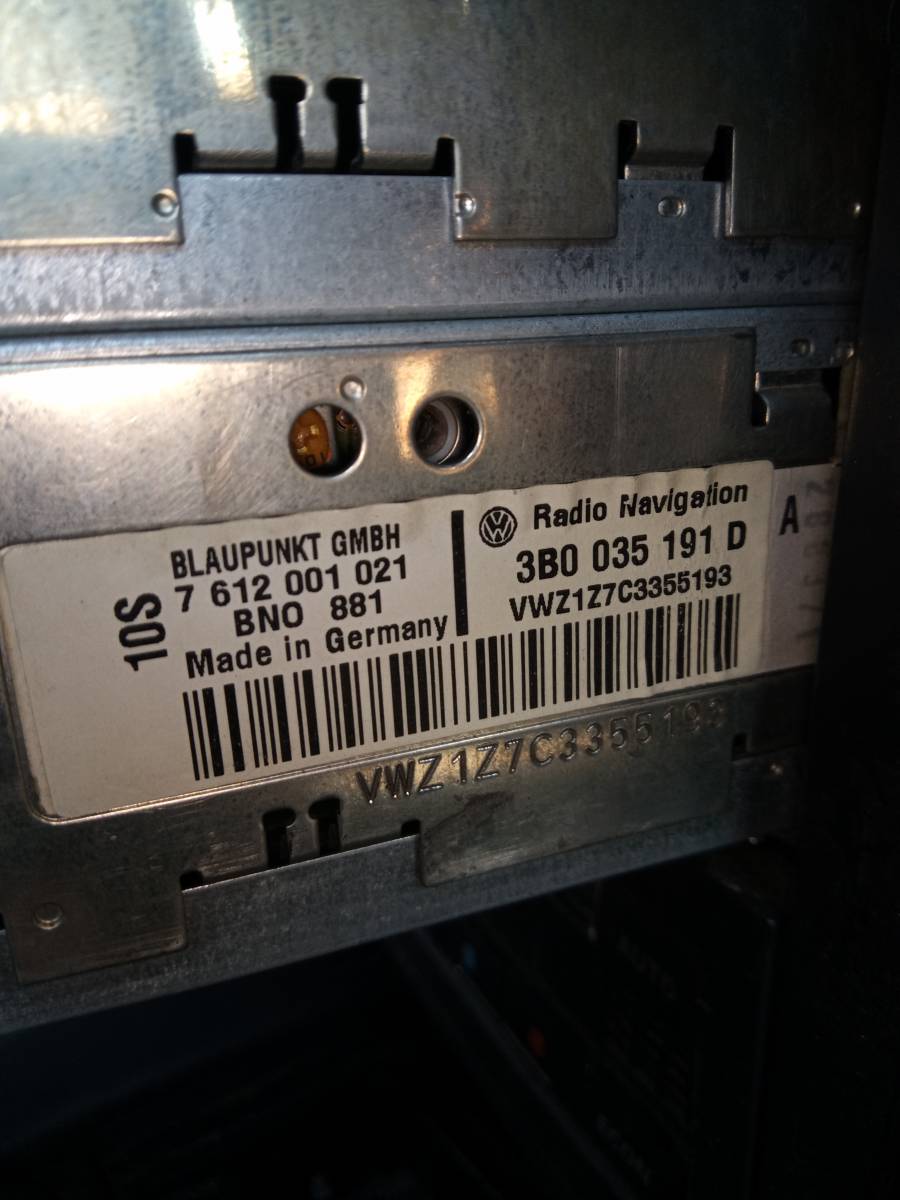 10S
BLAUPUNKT GMBH
7 612 001 021
BNO 881
Made in Germany
VW Radio Navigation
3B0 035 191 D
VWZ1Z7C3355193
A
VWZ1Z7C3355193